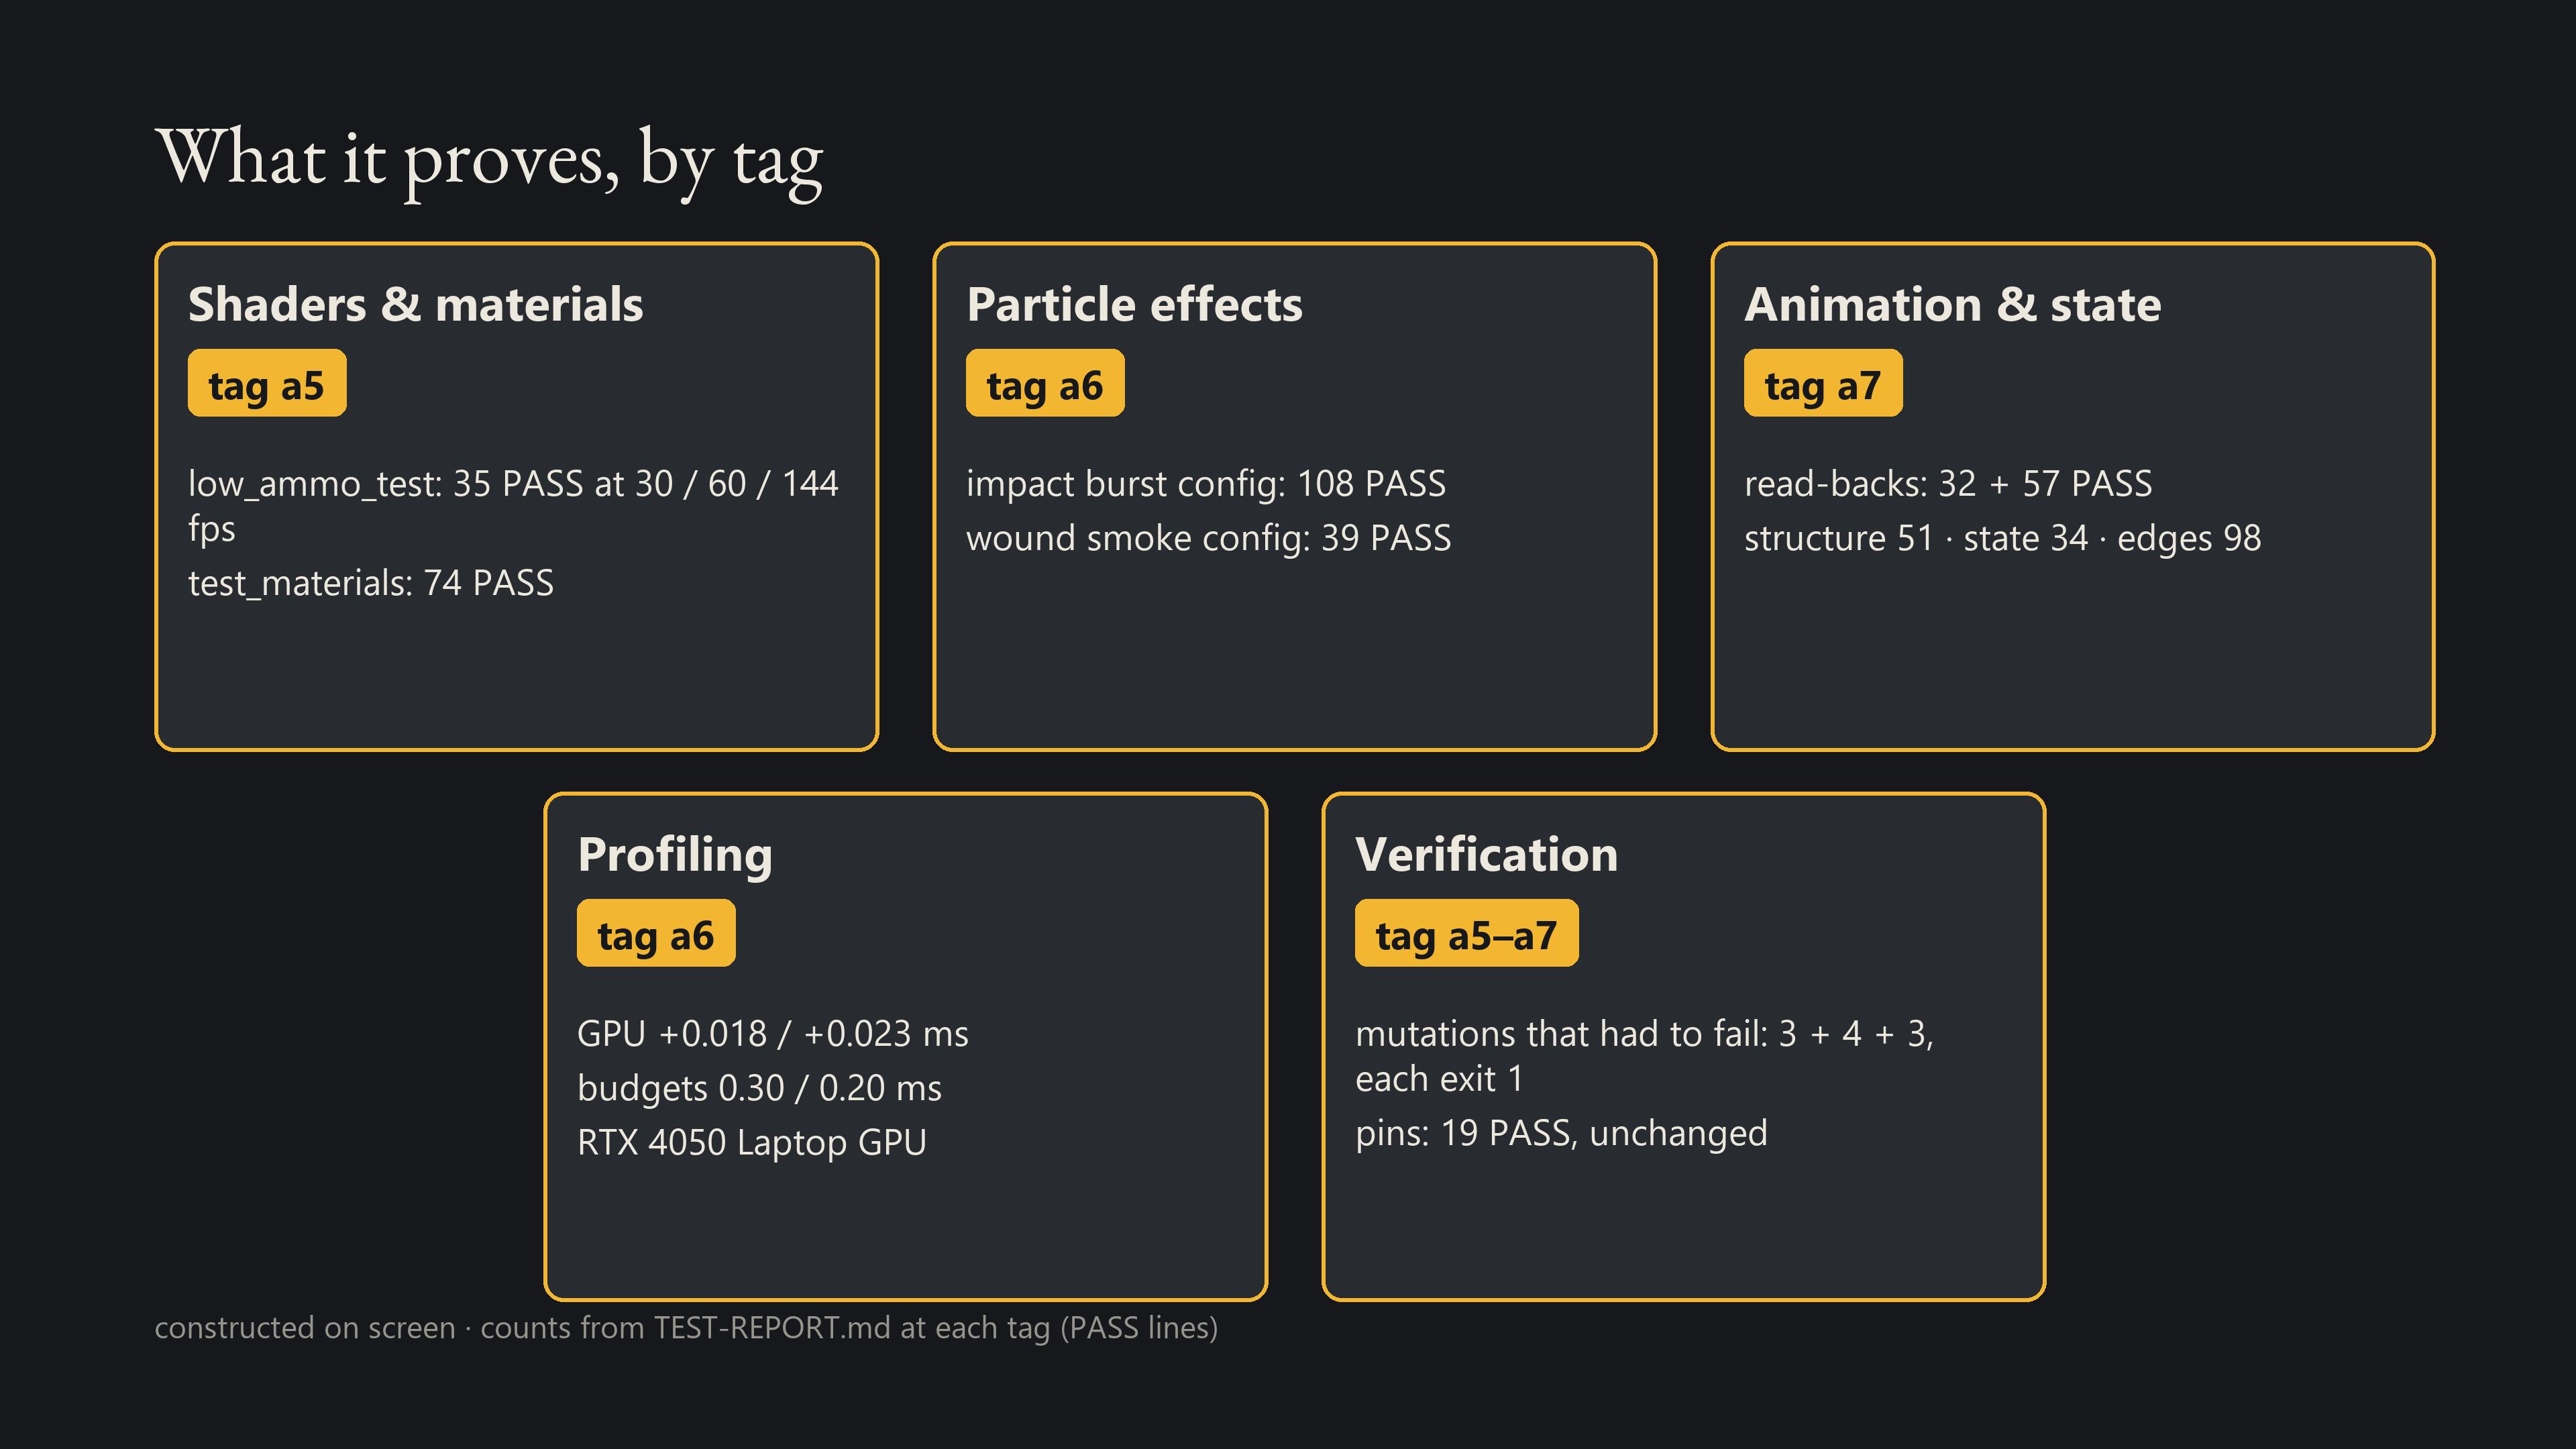 What it proves, by tag
Shaders & materials
tag a5
low_ammo_test: 35 PASS at 30 / 60 / 144
fps
test_materials: 74 PASS
Particle effects
tag a6
impact burst config: 108 PASS
wound smoke config: 39 PASS
Animation & state
tag a7
read-backs: 32 + 57 PASS
structure 51 · state 34 · edges 98
Profiling
tag a6
GPU +0.018 / +0.023 ms
budgets 0.30 / 0.20 ms
RTX 4050 Laptop GPU
Verification
tag a5–a7
mutations that had to fail: 3 + 4 + 3,
each exit 1
pins: 19 PASS, unchanged
constructed on screen · counts from TEST-REPORT.md at each tag (PASS lines)